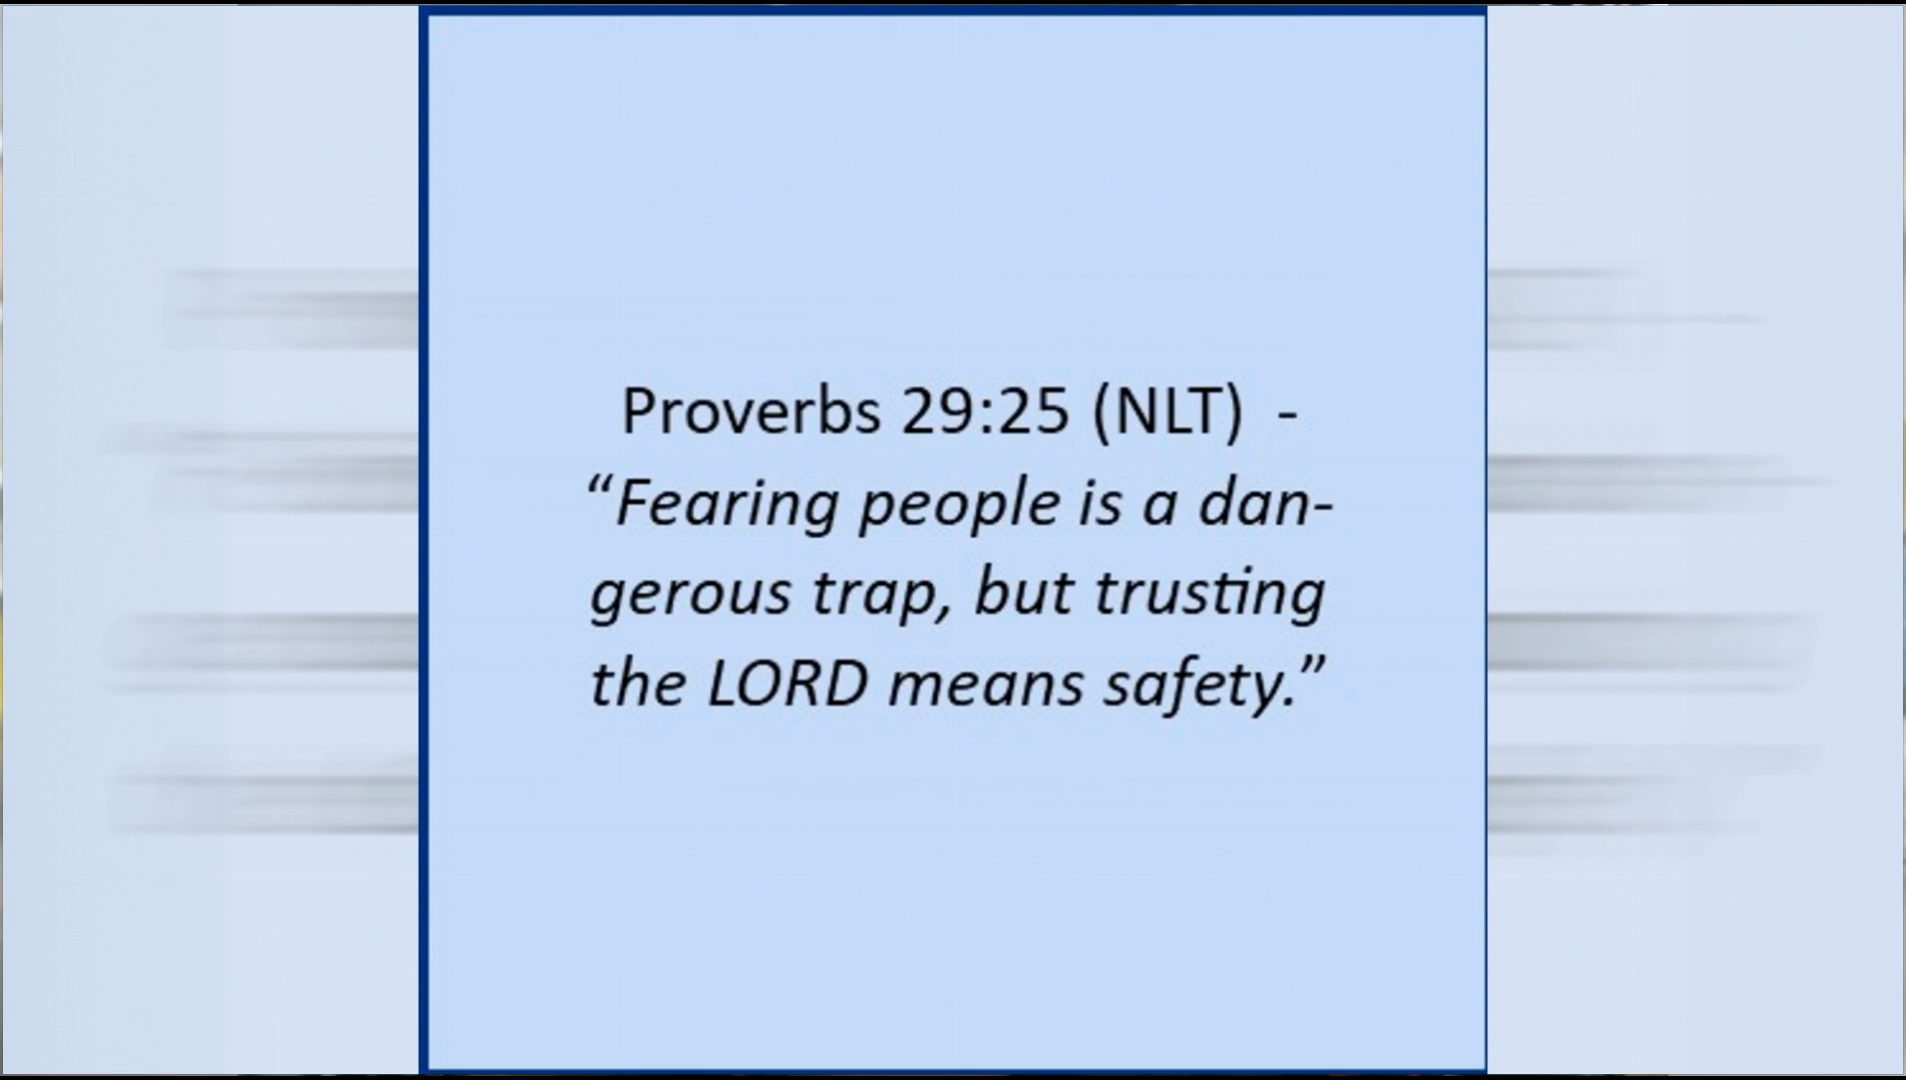 Proverbs 29:25 (NLT) -
“Fearing people is a dan-
gerous trap, but trusting
the LORD means safety.”